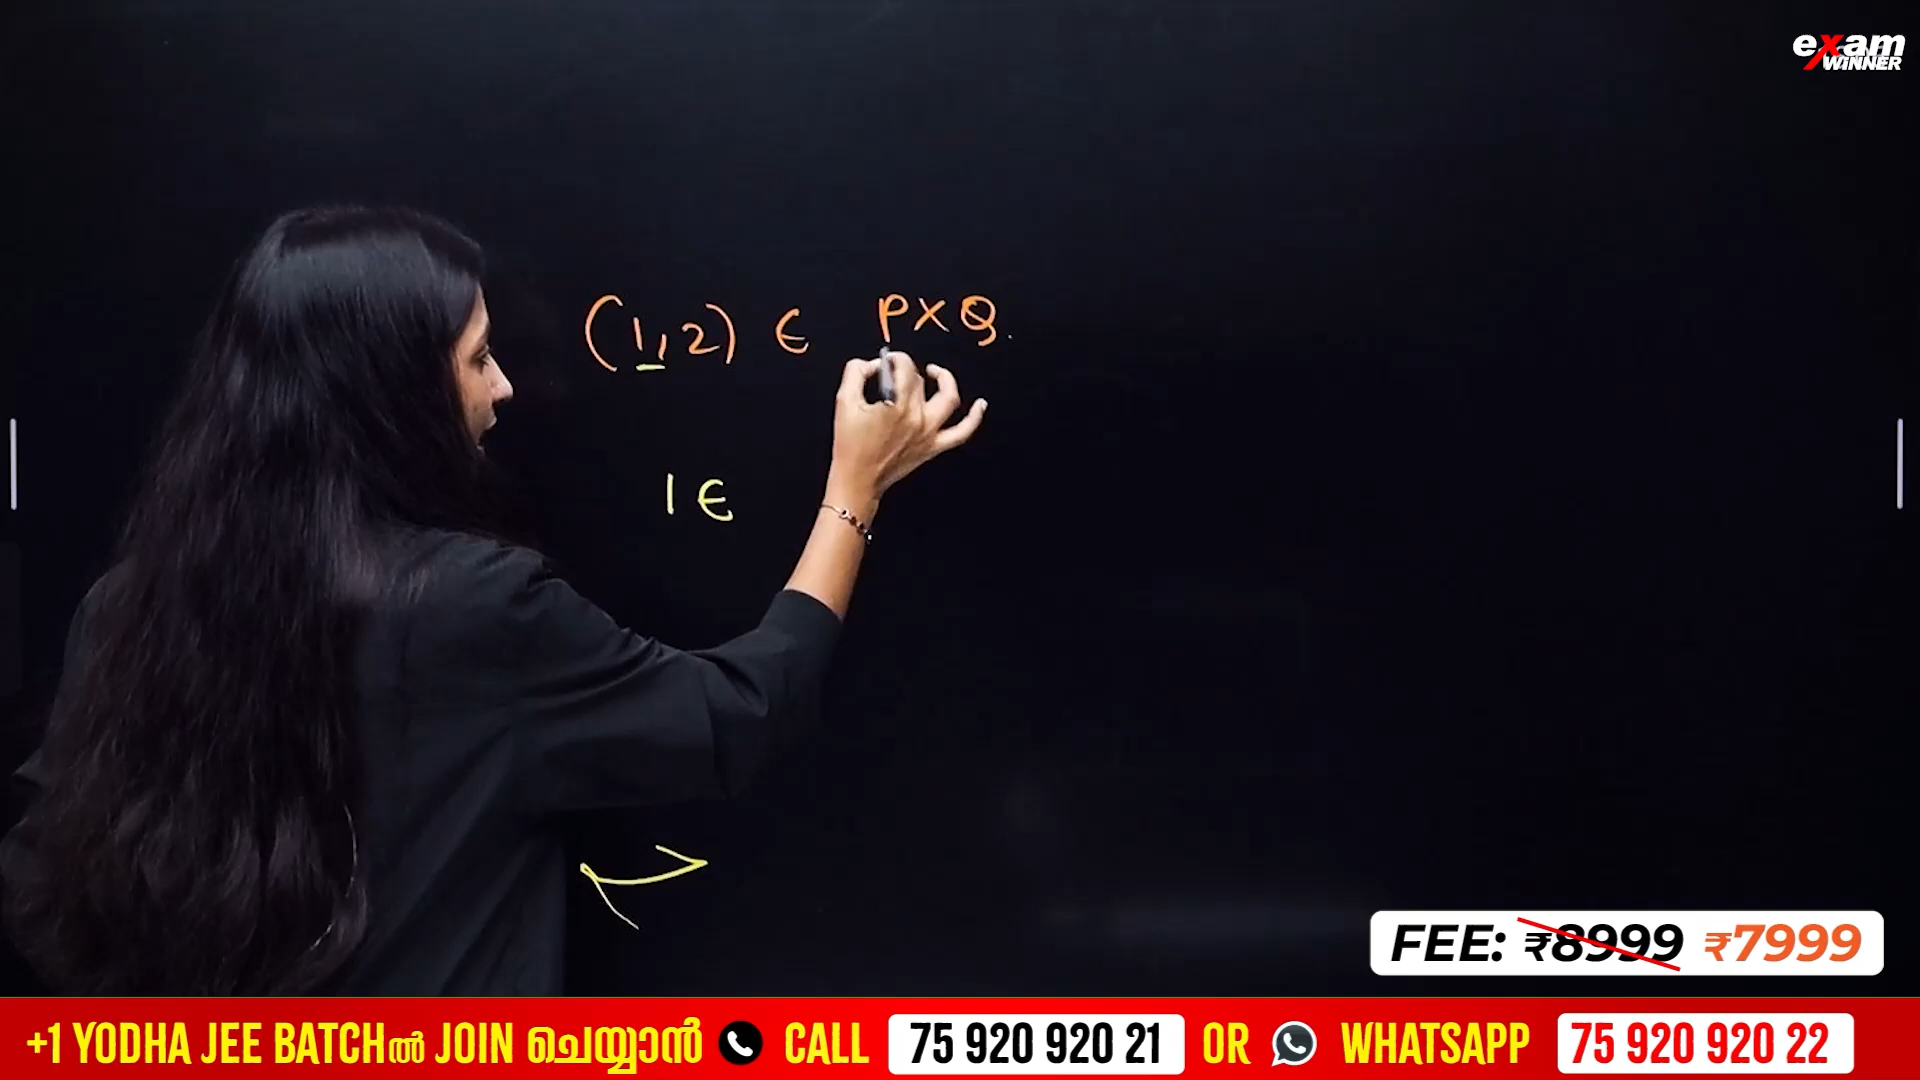 exam
WINNER
(1,2) ∈ P×Q.
1 ∈
FEE: ₹8999 ₹7999
+1 YODHA JEE BATCHൽ JOIN ചെയ്യാൻ CALL 75 920 920 21 OR WHATSAPP 75 920 920 22